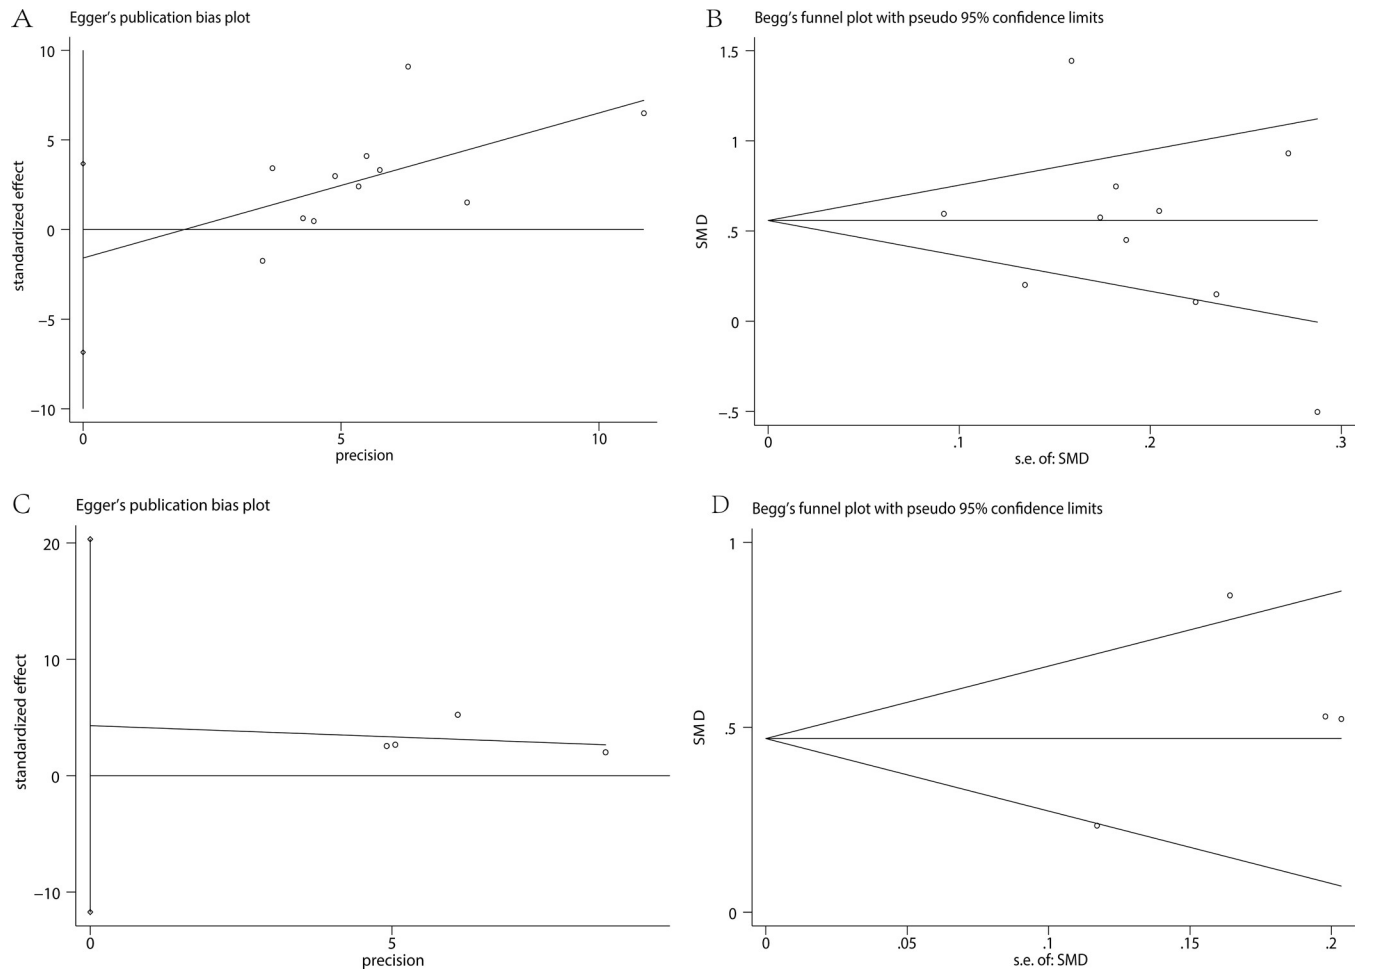 A
Egger's publication bias plot
10
5
0
−5
−10
standardized effect
0
5
10
precision
B
Begg's funnel plot with pseudo 95% confidence limits
1.5
1
.5
0
−.5
SMD
0
.1
.2
.3
s.e. of: SMD
C
Egger's publication bias plot
20
10
0
−10
standardized effect
0
5
precision
D
Begg's funnel plot with pseudo 95% confidence limits
1
.5
0
SMD
0
.05
.1
.15
.2
s.e. of: SMD